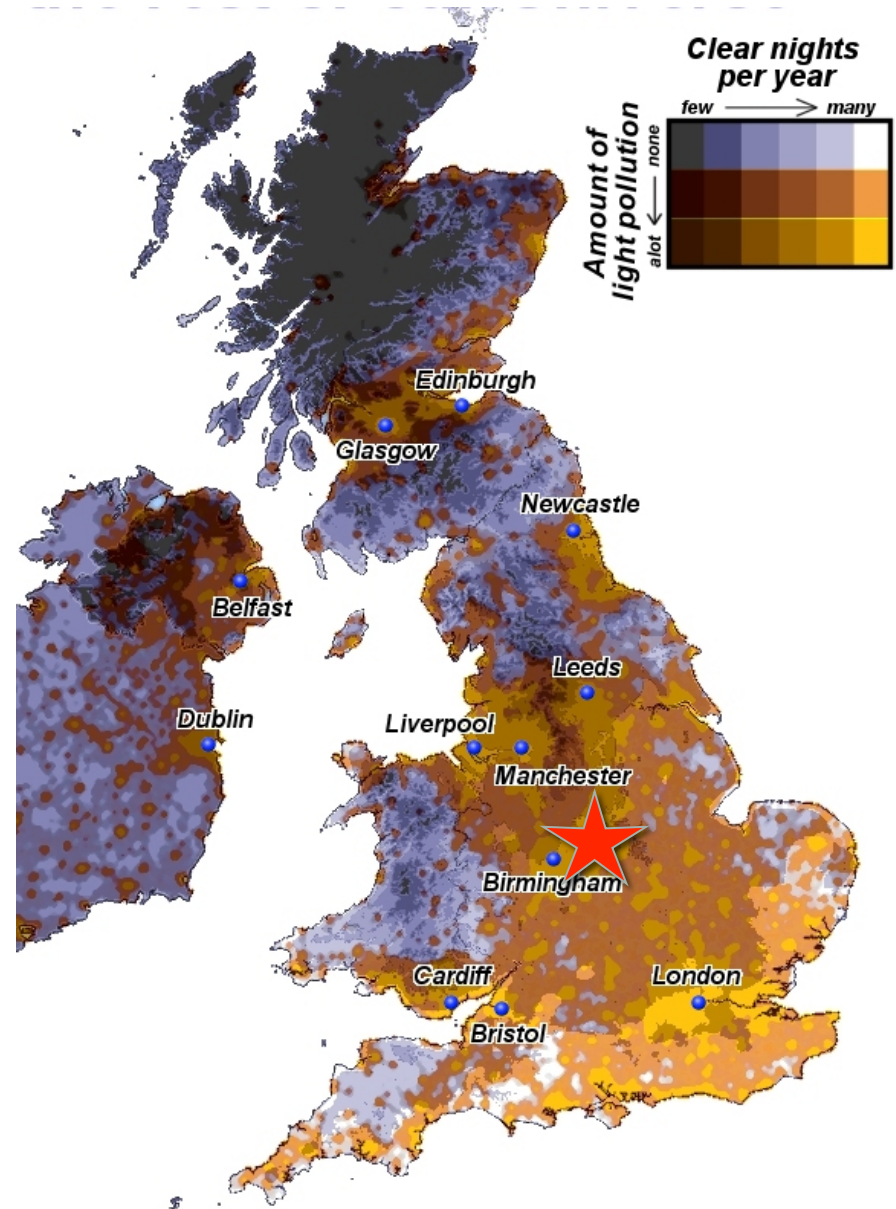 Clear nights
per year
few
many
Amount of
light pollution
none
alot
Edinburgh
Glasgow
Newcastle
Belfast
Leeds
Dublin
Liverpool
Manchester
Birmingham
Cardiff
London
Bristol